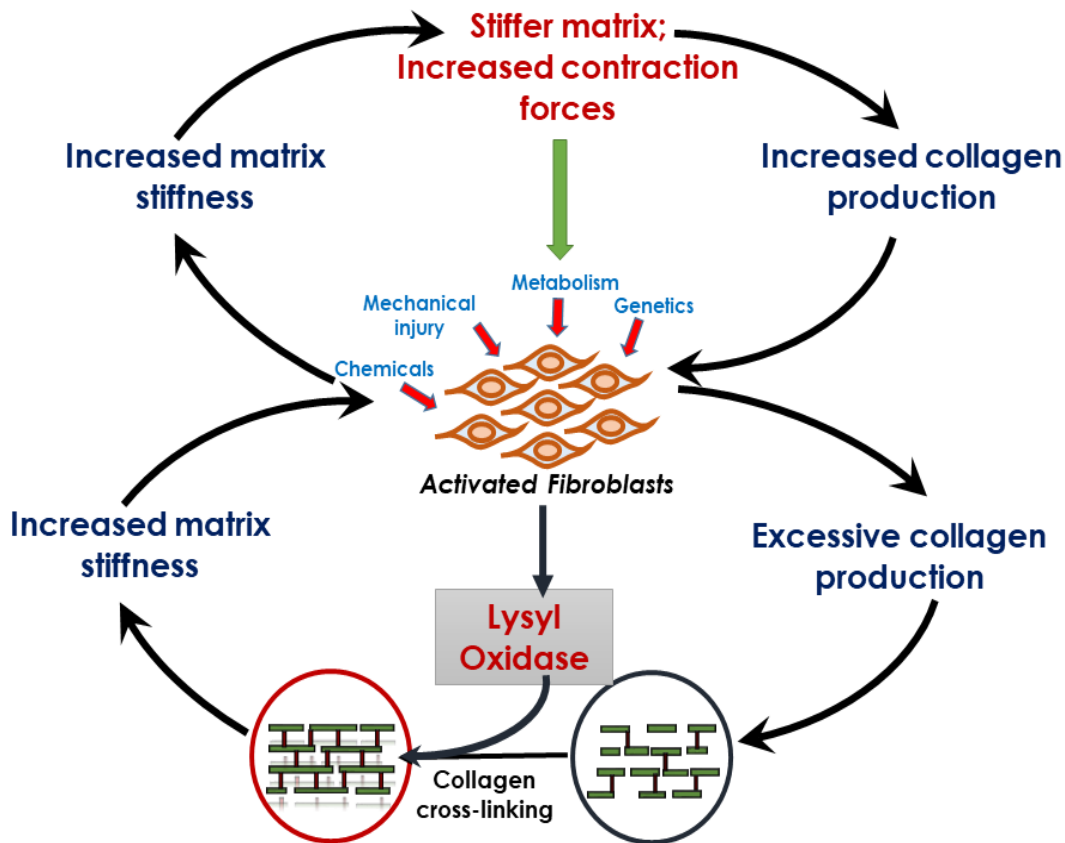 Stiffer matrix;
Increased contraction
forces
Increased matrix
stiffness
Increased collagen
production
Metabolism
Mechanical
injury
Genetics
Chemicals
Activated Fibroblasts
Increased matrix
stiffness
Excessive collagen
production
Lysyl
Oxidase
Collagen
cross-linking